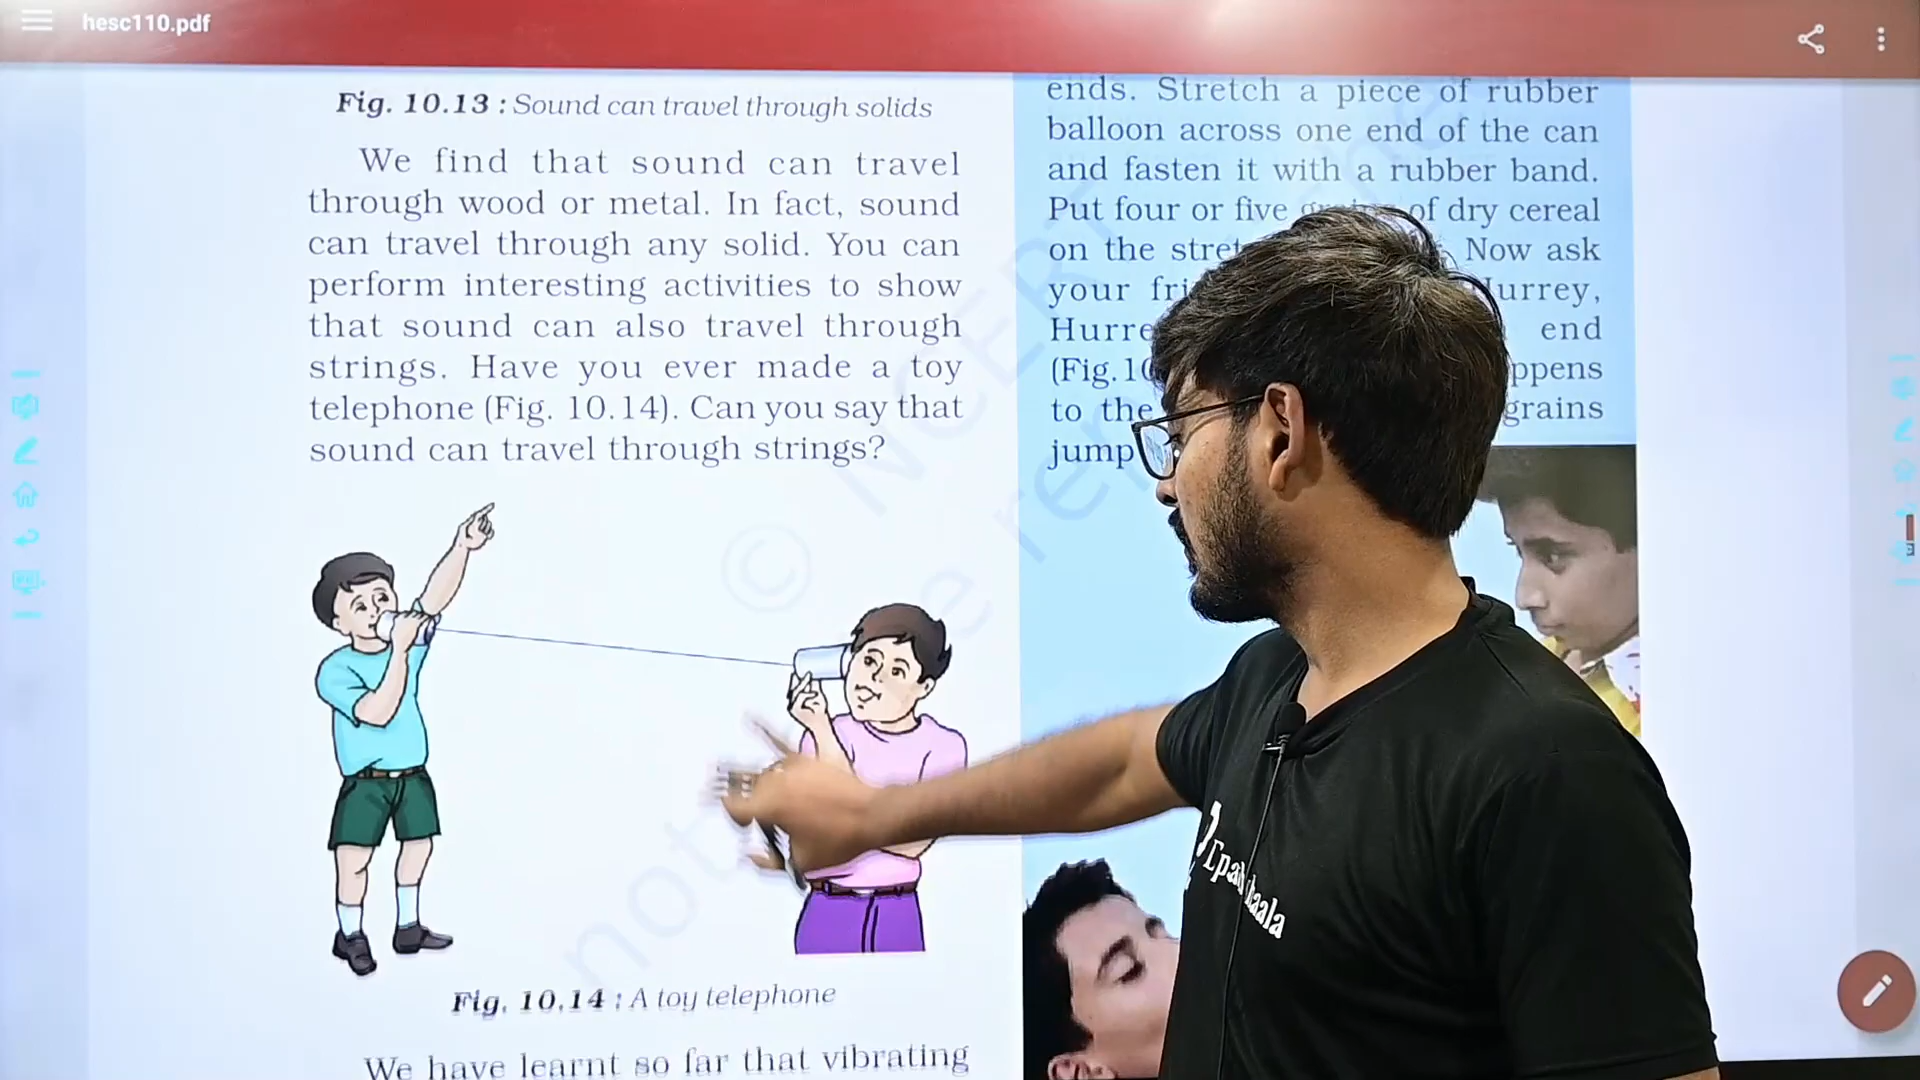 hesc110.pdf
Fig. 10.13 : Sound can travel through solids
We find that sound can travel
through wood or metal. In fact, sound
can travel through any solid. You can
perform interesting activities to show
that sound can also travel through
strings. Have you ever made a toy
telephone (Fig. 10.14). Can you say that
sound can travel through strings?
Fig. 10.14 : A toy telephone
We have learnt so far that vibrating
ends. Stretch a piece of rubber
balloon across one end of the can
and fasten it with a rubber band.
Put four or five of dry cereal
on the Now ask
your
end
to the grains
jump
© NCERT
not